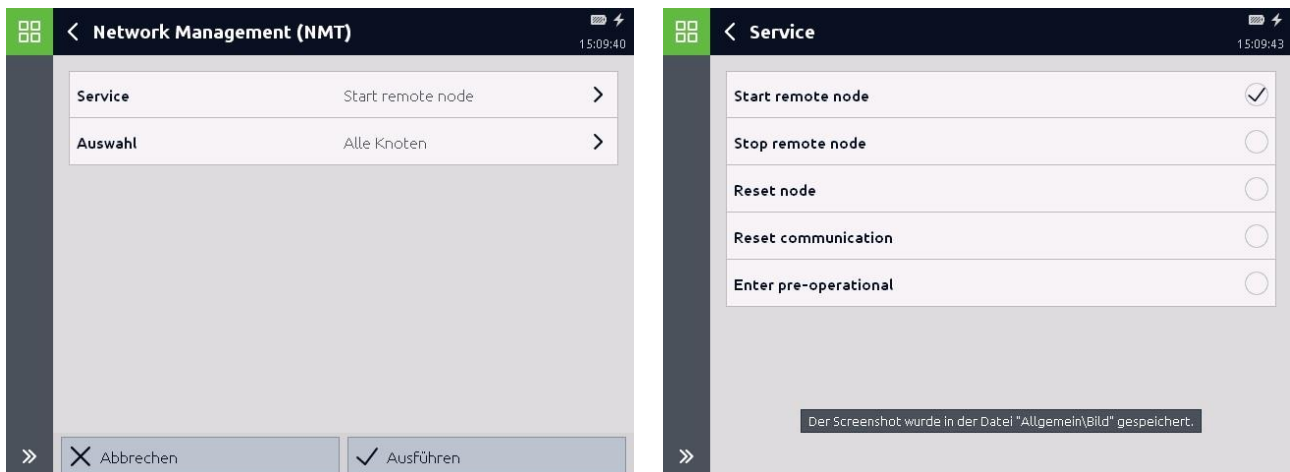 Network Management (NMT)
15:09:40
Service Start remote node
Auswahl Alle Knoten
Abbrechen
Ausführen
Service
15:09:43
Start remote node
Stop remote node
Reset node
Reset communication
Enter pre-operational
Der Screenshot wurde in der Datei "Allgemein\Bild" gespeichert.